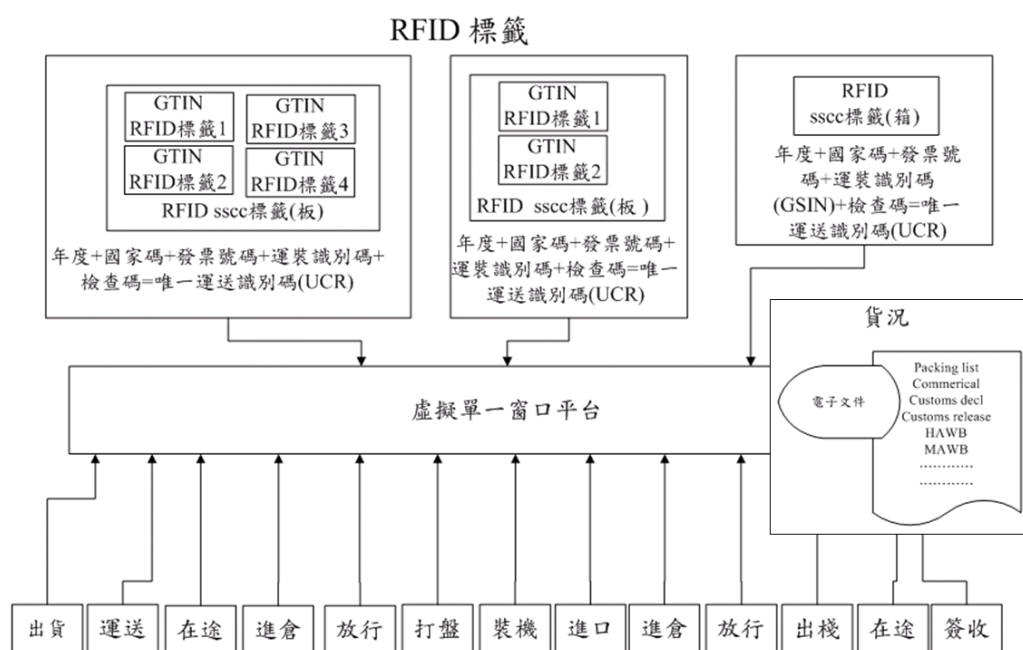 RFID 標籤
GTIN
RFID標籤1
GTIN
RFID標籤3
GTIN
RFID標籤2
GTIN
RFID標籤4
RFID sscc標籤(板)
年度+國家碼+發票號碼+運裝識別碼+
檢查碼=唯一運送識別碼(UCR)
GTIN
RFID標籤1
GTIN
RFID標籤2
RFID sscc標籤(板)
年度+國家碼+發票號碼+
運裝識別碼+檢查碼=唯一
運送識別碼(UCR)
RFID
sscc標籤(箱)
年度+國家碼+發票號
碼+運裝識別碼
(GSIN)+檢查碼=唯一
運送識別碼(UCR)
貨況
電子文件
Packing list
Commerical
Customs decl
Customs release
HAWB
MAWB
............
............
虛擬單一窗口平台
出貨
運送
在途
進倉
放行
打盤
裝機
進口
進倉
放行
出棧
在途
簽收